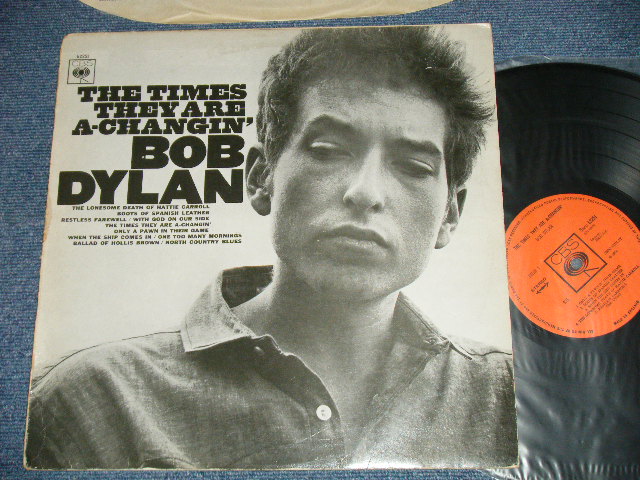 CBS
THE TIMES
THEY ARE
A-CHANGIN'
BOB
DYLAN
THE LONESOME DEATH OF HATTIE CARROLL
BOOTS OF SPANISH LEATHER
RESTLESS FAREWELL / WITH GOD ON OUR SIDE
THE TIMES THEY ARE A-CHANGIN'
ONLY A PAWN IN THEIR GAME
WHEN THE SHIP COMES IN / ONE TOO MANY MORNINGS
BALLAD OF HOLLIS BROWN / NORTH COUNTRY BLUES
CBS
STEREO